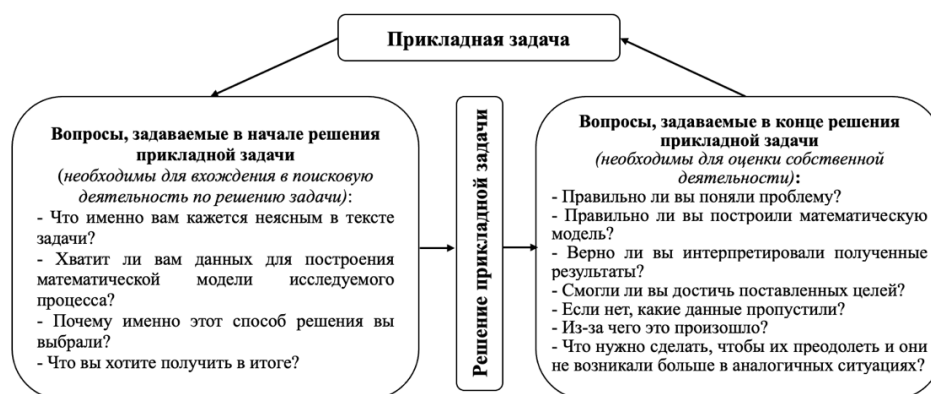 Прикладная задача
Вопросы, задаваемые в начале решения
прикладной задачи
(необходимы для вхождения в поисковую
деятельность по решению задачи):
- Что именно вам кажется неясным в тексте
задачи?
- Хватит ли вам данных для построения
математической модели исследуемого
процесса?
- Почему именно этот способ решения вы
выбрали?
- Что вы хотите получить в итоге?
Решение прикладной задачи
Вопросы, задаваемые в конце решения
прикладной задачи
(необходимы для оценки собственной
деятельности):
- Правильно ли вы поняли проблему?
- Правильно ли вы построили математическую
модель?
- Верно ли вы интерпретировали полученные
результаты?
- Смогли ли вы достичь поставленных целей?
- Если нет, какие данные пропустили?
- Из-за чего это произошло?
- Что нужно сделать, чтобы их преодолеть и они
не возникали больше в аналогичных ситуациях?